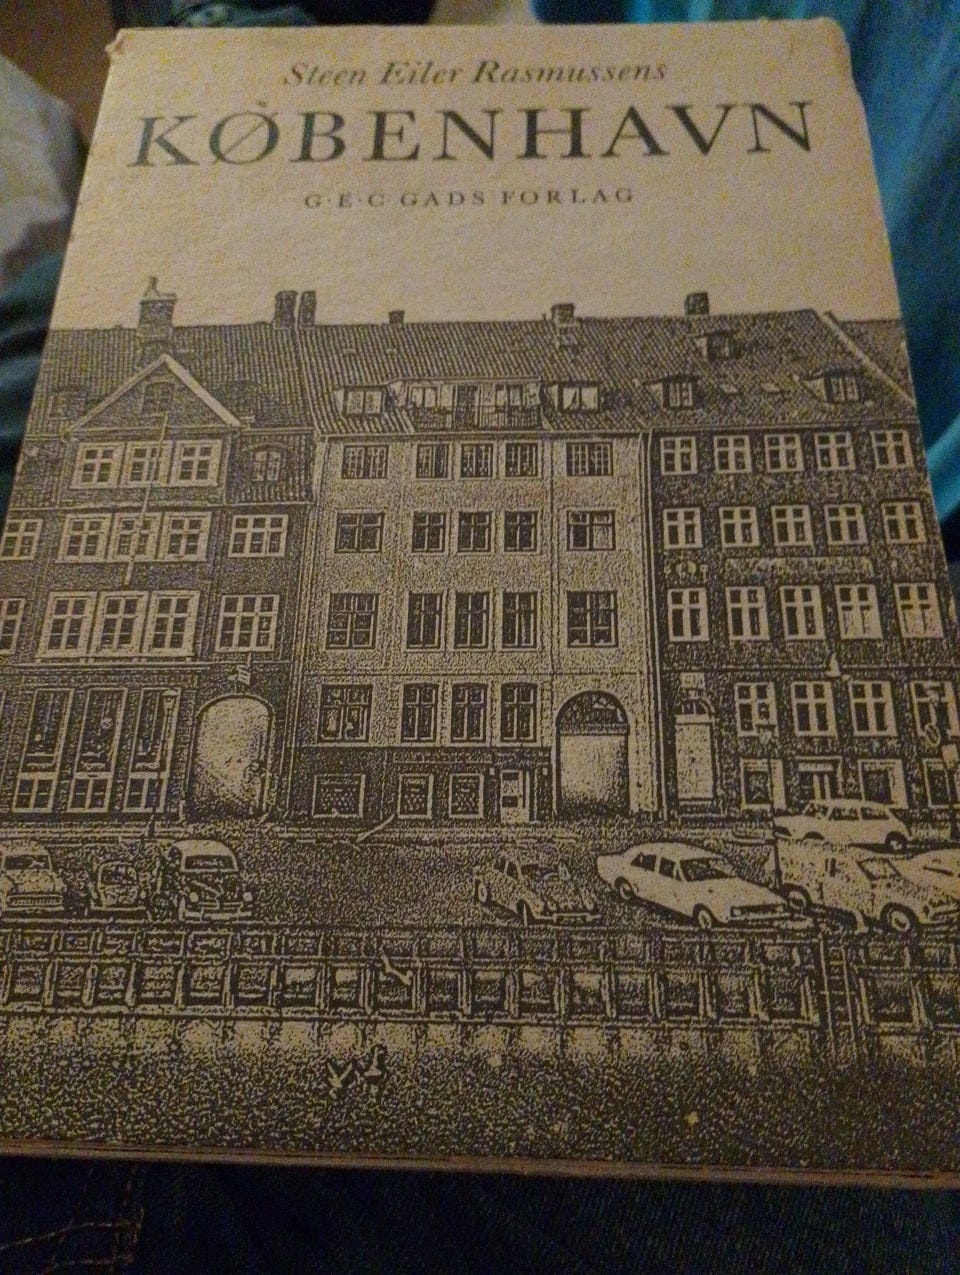 Steen Eiler Rasmussens
KØBENHAVN
G·E·C GADS FORLAG